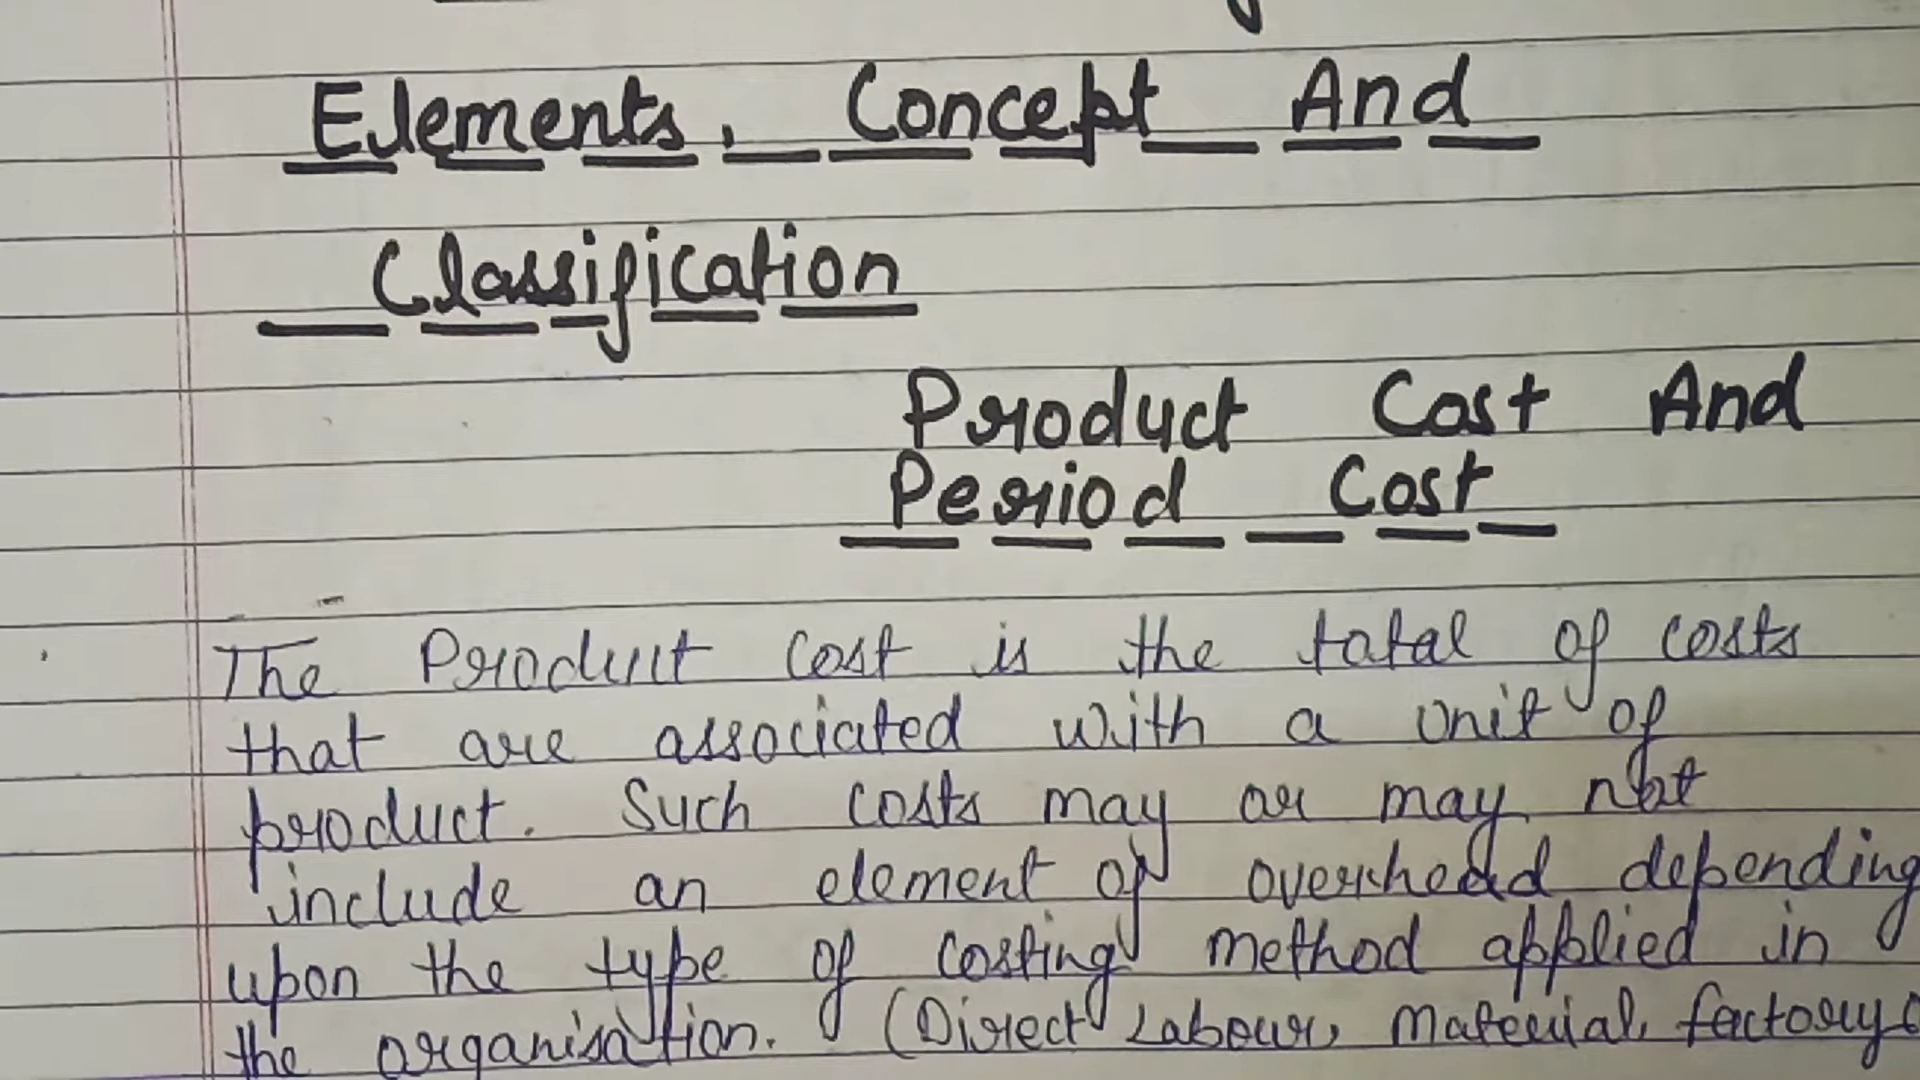 Elements, Concept And
Classification
Product Cost And
Period Cost
The Product cost is the total of costs
that are associated with a unit of
product. Such costs may or may not
include an element of overhead depending
upon the type of costing method applied in
the organisation. (Direct Labour, Material, factory